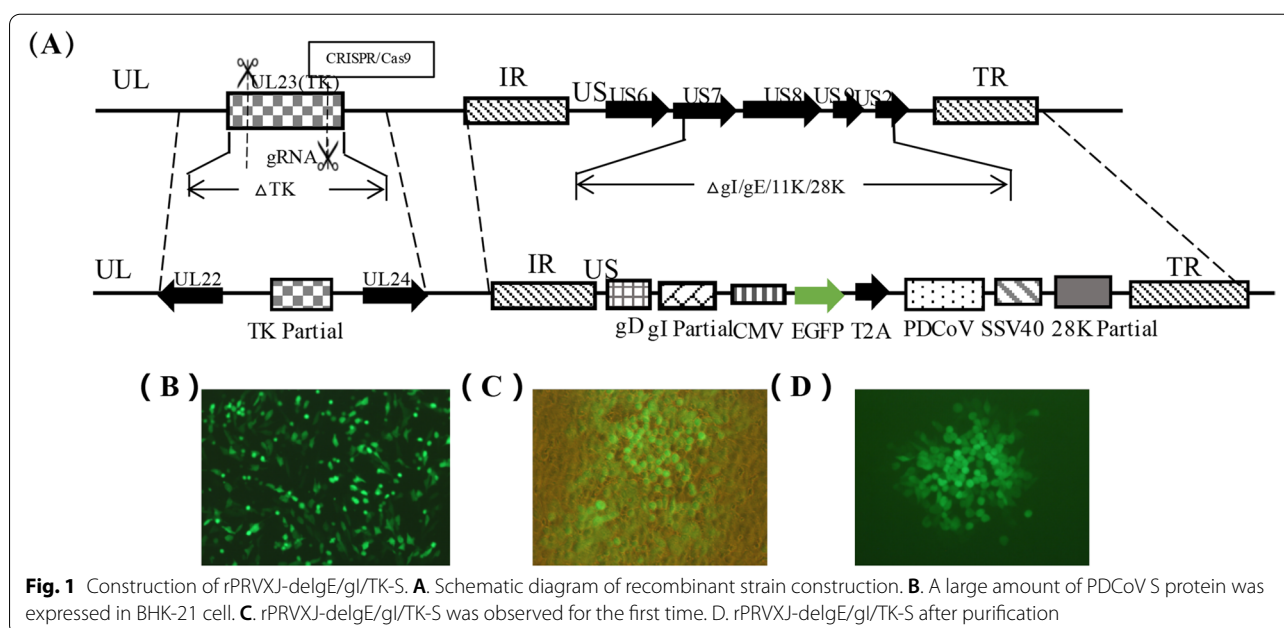 (A)
CRISPR/Cas9
UL
UL23(TK)
IR
US
US6
US7
US8
US9
US2
TR
gRNA
△TK
△gI/gE/11K/28K
UL
UL22
UL24
IR
US
TR
TK Partial
gD
gI Partial
CMV
EGFP
T2A
PDCoV
SSV40
28K Partial
(B)
(C)
(D)
Fig. 1 Construction of rPRVXJ-delgE/gI/TK-S. A. Schematic diagram of recombinant strain construction. B. A large amount of PDCoV S protein was
expressed in BHK-21 cell. C. rPRVXJ-delgE/gI/TK-S was observed for the first time. D. rPRVXJ-delgE/gI/TK-S after purification